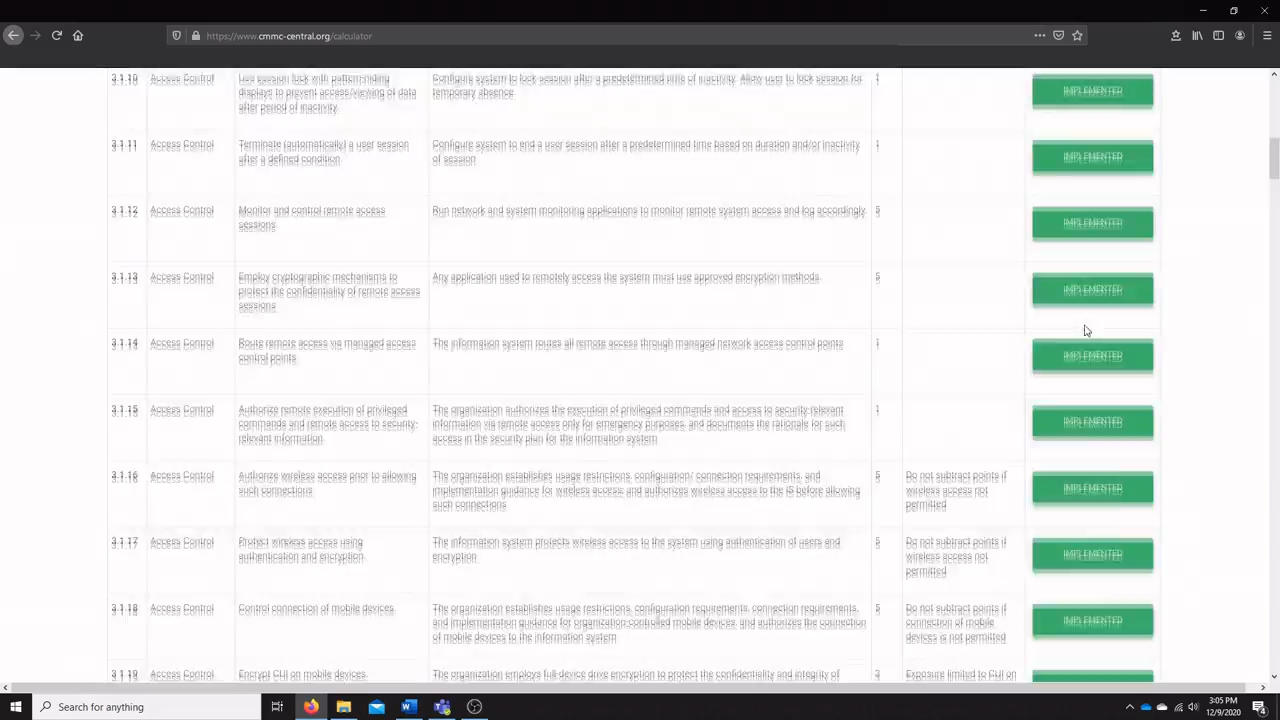 https://www.cmmc-central.org/calculator
3.1.10 Access Control Use session lock with pattern-hiding Configure system to lock session after a predetermined time of inactivity. Allow user to lock session for 1 IMPLEMENTED
displays to prevent access/viewing of data temporary absence.
after period of inactivity.
3.1.11 Access Control Terminate (automatically) a user session Configure system to end a user session after a predetermined time based on duration and/or inactivity 1 IMPLEMENTED
after a defined condition. of session.
3.1.12 Access Control Monitor and control remote access Run network and system monitoring applications to monitor remote system access and log accordingly. 5 IMPLEMENTED
sessions.
3.1.13 Access Control Employ cryptographic mechanisms to Any application used to remotely access the system must use approved encryption methods. 5 IMPLEMENTED
protect the confidentiality of remote access
sessions.
3.1.14 Access Control Route remote access via managed access The information system routes all remote access through managed network access control points 1 IMPLEMENTED
control points.
3.1.15 Access Control Authorize remote execution of privileged The organization authorizes the execution of privileged commands and access to security-relevant 1 IMPLEMENTED
commands and remote access to security- information via remote access only for emergency purposes, and documents the rationale for such
relevant information. access in the security plan for the information system.
3.1.16 Access Control Authorize wireless access prior to allowing The organization establishes usage restrictions, configuration/ connection requirements, and 5 Do not subtract points if IMPLEMENTED
such connections. implementation guidance for wireless access; and authorizes wireless access to the IS before allowing wireless access not
such connections. permitted
3.1.17 Access Control Protect wireless access using The information system protects wireless access to the system using authentication of users and 5 Do not subtract points if IMPLEMENTED
authentication and encryption. encryption. wireless access not
permitted
3.1.18 Access Control Control connection of mobile devices. The organization establishes usage restrictions, configuration requirements, connection requirements, 5 Do not subtract points if IMPLEMENTED
and implementation guidance for organization-controlled mobile devices; and authorizes the connection connection of mobile
of mobile devices to the information system. devices is not permitted
3.1.19 Access Control Encrypt CUI on mobile devices. The organization employs full-device drive encryption to protect the confidentiality and integrity of 3 Exposure limited to CUI on
Search for anything
3:05 PM
12/9/2020